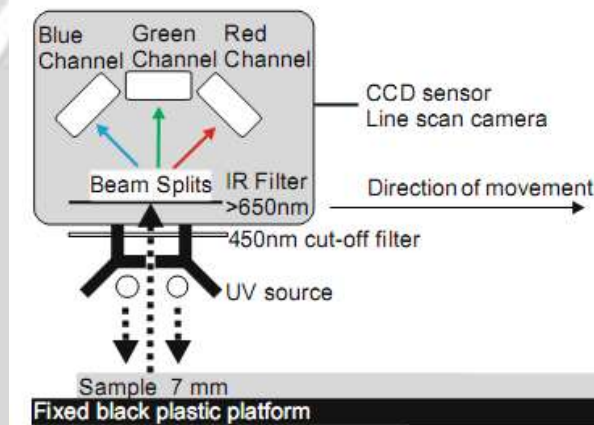 Blue
Channel
Green
Channel
Red
Channel
CCD sensor
Line scan camera
Beam Splits
IR Filter
>650nm
Direction of movement
450nm cut-off filter
UV source
Sample 7 mm
Fixed black plastic platform